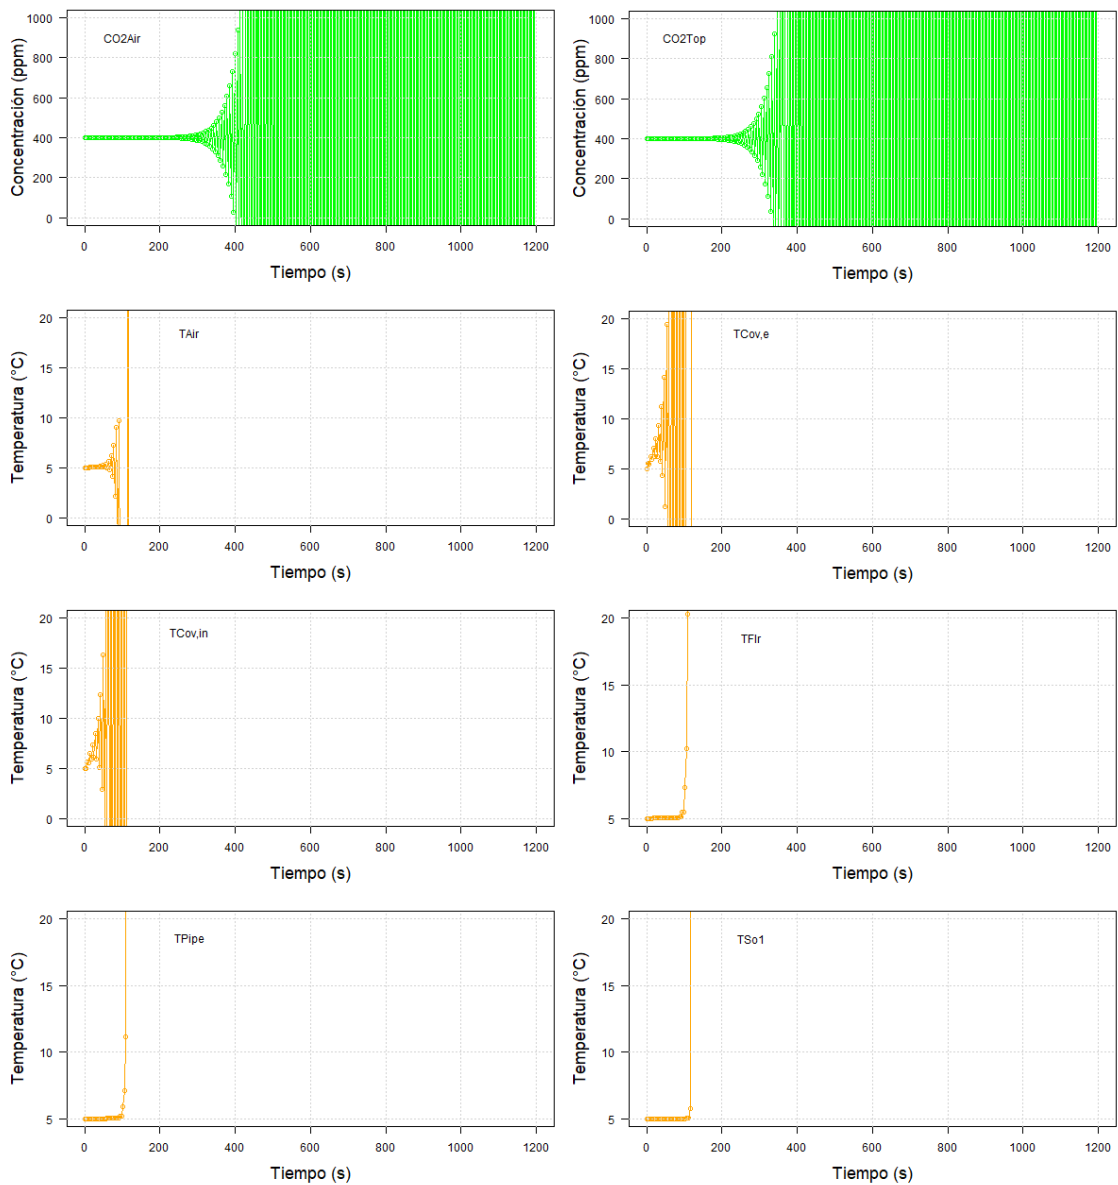 Concentración (ppm)
1000
800
600
400
200
0
CO2Air
0 200 400 600 800 1000 1200
Tiempo (s)
Concentración (ppm)
1000
800
600
400
200
0
CO2Top
0 200 400 600 800 1000 1200
Tiempo (s)
Temperatura (°C)
20
15
10
5
0
TAir
0 200 400 600 800 1000 1200
Tiempo (s)
Temperatura (°C)
20
15
10
5
0
TCov,e
0 200 400 600 800 1000 1200
Tiempo (s)
Temperatura (°C)
20
15
10
5
0
TCov,in
0 200 400 600 800 1000 1200
Tiempo (s)
Temperatura (°C)
20
15
10
5
TFlr
0 200 400 600 800 1000 1200
Tiempo (s)
Temperatura (°C)
20
15
10
5
TPipe
0 200 400 600 800 1000 1200
Tiempo (s)
Temperatura (°C)
20
15
10
5
TSo1
0 200 400 600 800 1000 1200
Tiempo (s)